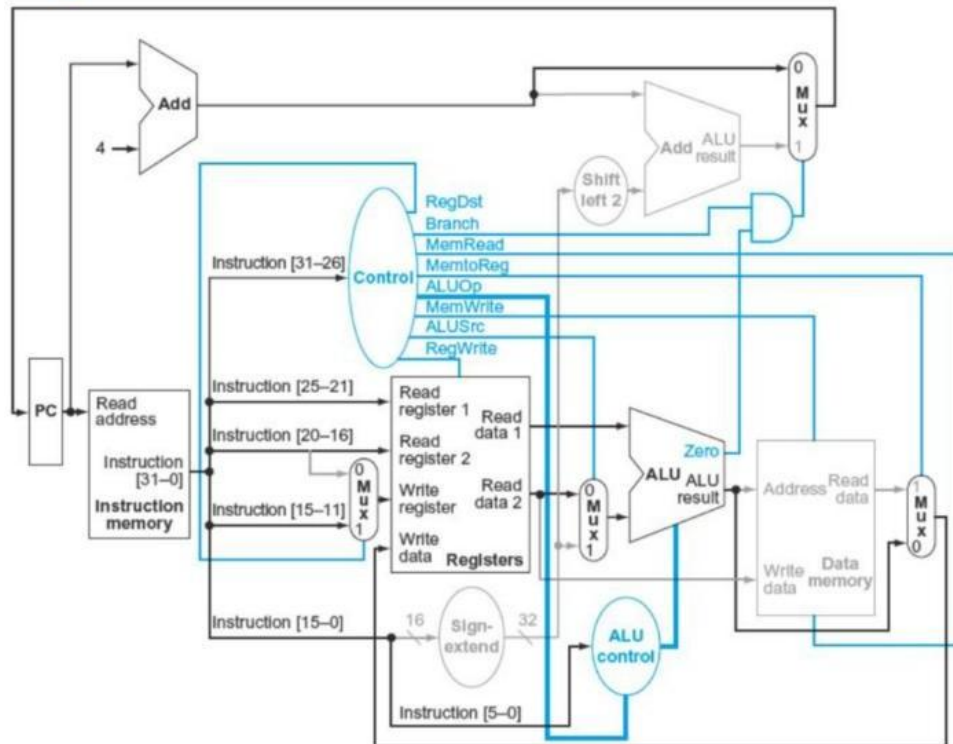 0
M
u
x
1
Add
4
Add
ALU
result
Shift
left 2
RegDst
Branch
MemRead
MemtoReg
ALUOp
MemWrite
ALUSrc
RegWrite
Instruction [31–26]
Control
PC
Read
address
Instruction
[31–0]
Instruction
memory
Instruction [25–21]
Instruction [20–16]
Instruction [15–11]
0
M
u
x
1
Read
register 1
Read
register 2
Write
register
Write
data
Read
data 1
Read
data 2
Registers
0
M
u
x
1
Zero
ALU
ALU
result
Address
Read
data
Write
data
Data
memory
1
M
u
x
0
Instruction [15–0]
16
Sign-
extend
32
ALU
control
Instruction [5–0]